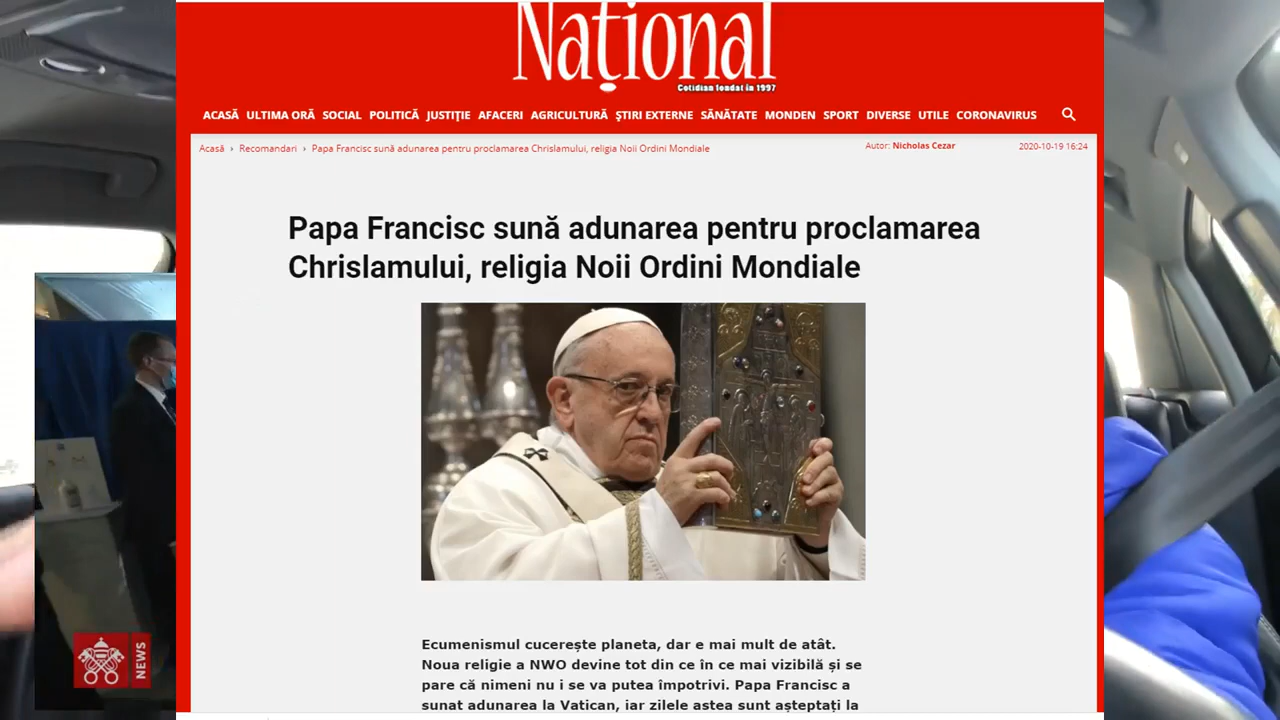 Naţional
Cotidian fondat în 1997
ACASĂ ULTIMA ORĂ SOCIAL POLITICĂ JUSTIŢIE AFACERI AGRICULTURĂ ŞTIRI EXTERNE SĂNĂTATE MONDEN SPORT DIVERSE UTILE CORONAVIRUS
Acasă › Recomandari › Papa Francisc sună adunarea pentru proclamarea Chrislamului, religia Noii Ordini Mondiale
Autor: Nicholas Cezar
2020-10-19 16:24
Papa Francisc sună adunarea pentru proclamarea
Chrislamului, religia Noii Ordini Mondiale
Ecumenismul cucerește planeta, dar e mai mult de atât.
Noua religie a NWO devine tot din ce în ce mai vizibilă și se
pare că nimeni nu i se va putea împotrivi. Papa Francisc a
sunat adunarea la Vatican, iar zilele astea sunt așteptați la
NEWS